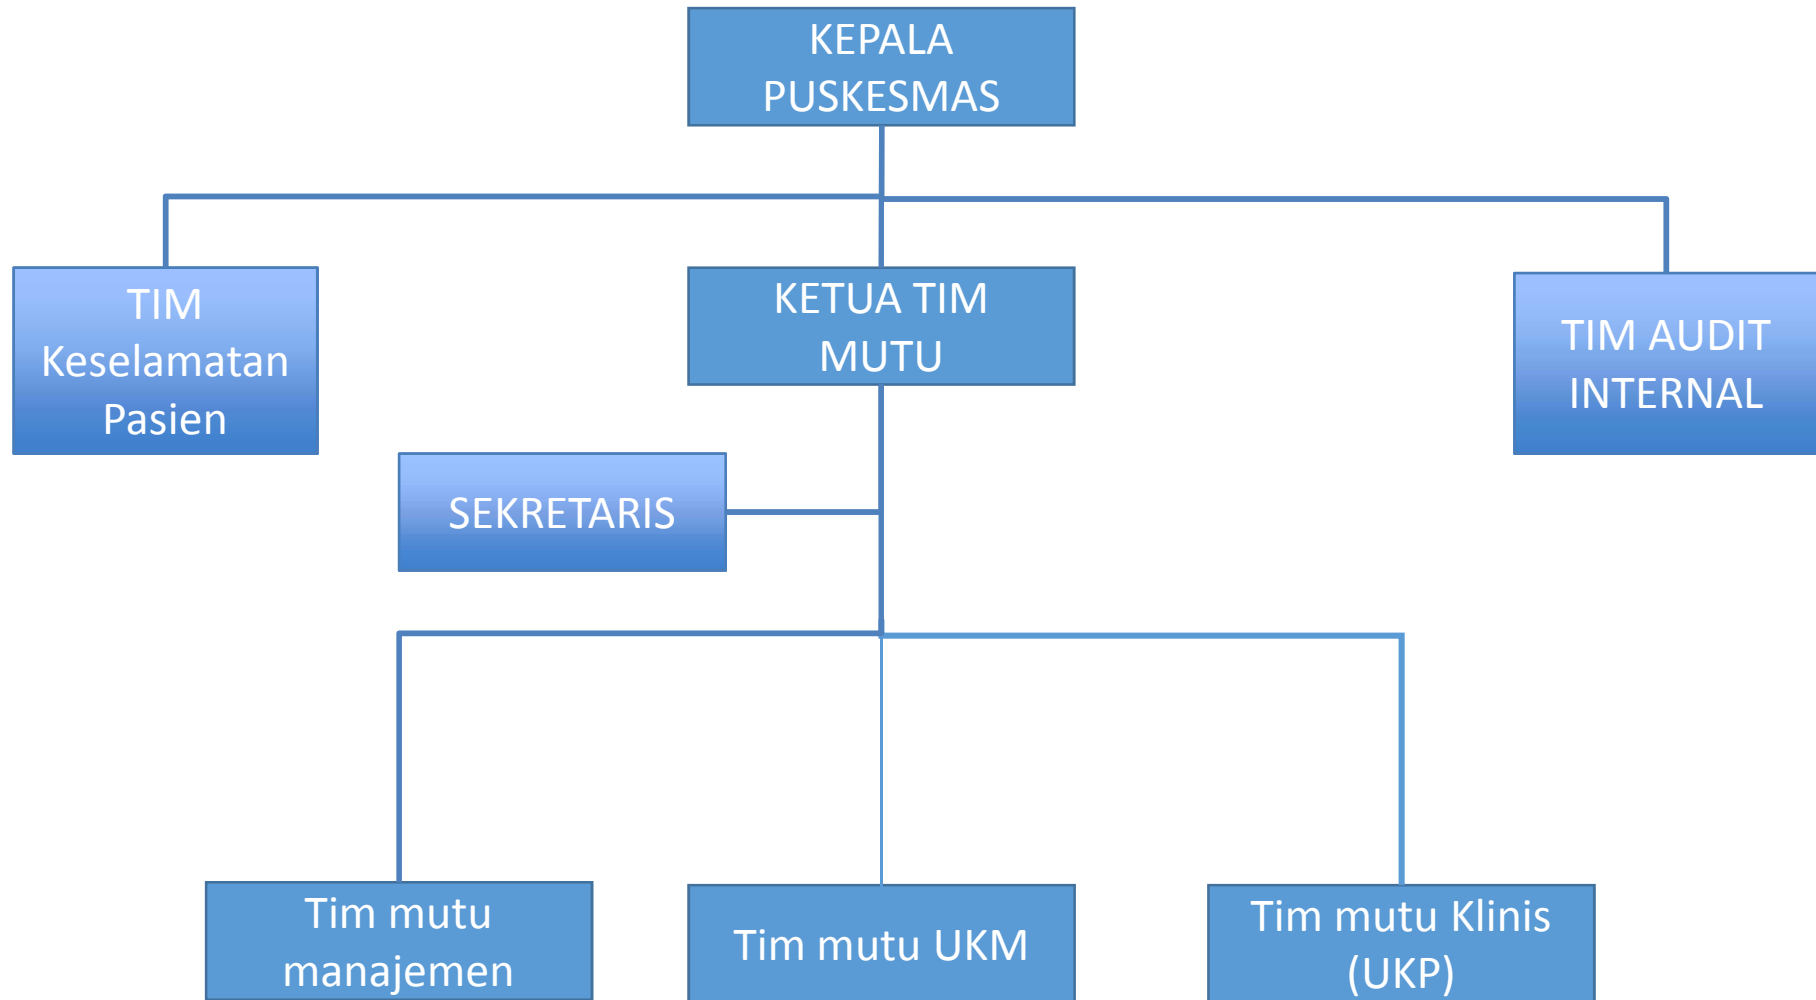 KEPALA
PUSKESMAS
TIM
Keselamatan
Pasien
KETUA TIM
MUTU
TIM AUDIT
INTERNAL
SEKRETARIS
Tim mutu
manajemen
Tim mutu UKM
Tim mutu Klinis
(UKP)